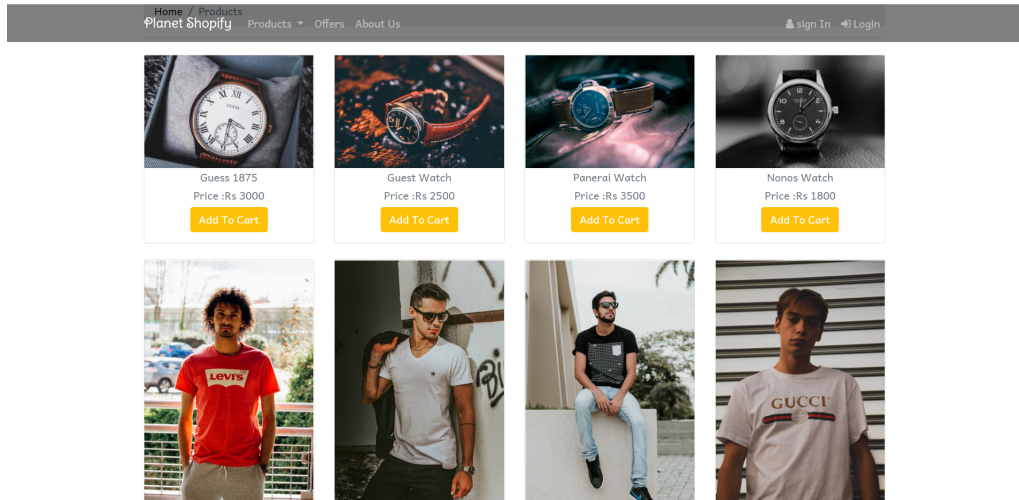 Home / Products
Planet Shopify Products Offers About Us sign In Login
GUESS
Guess 1875
Price :Rs 3000
Add To Cart
Guest Watch
Price :Rs 2500
Add To Cart
Panerai Watch
Price :Rs 3500
Add To Cart
Nonos Watch
Price :Rs 1800
Add To Cart
LEVI'S
GUCCI